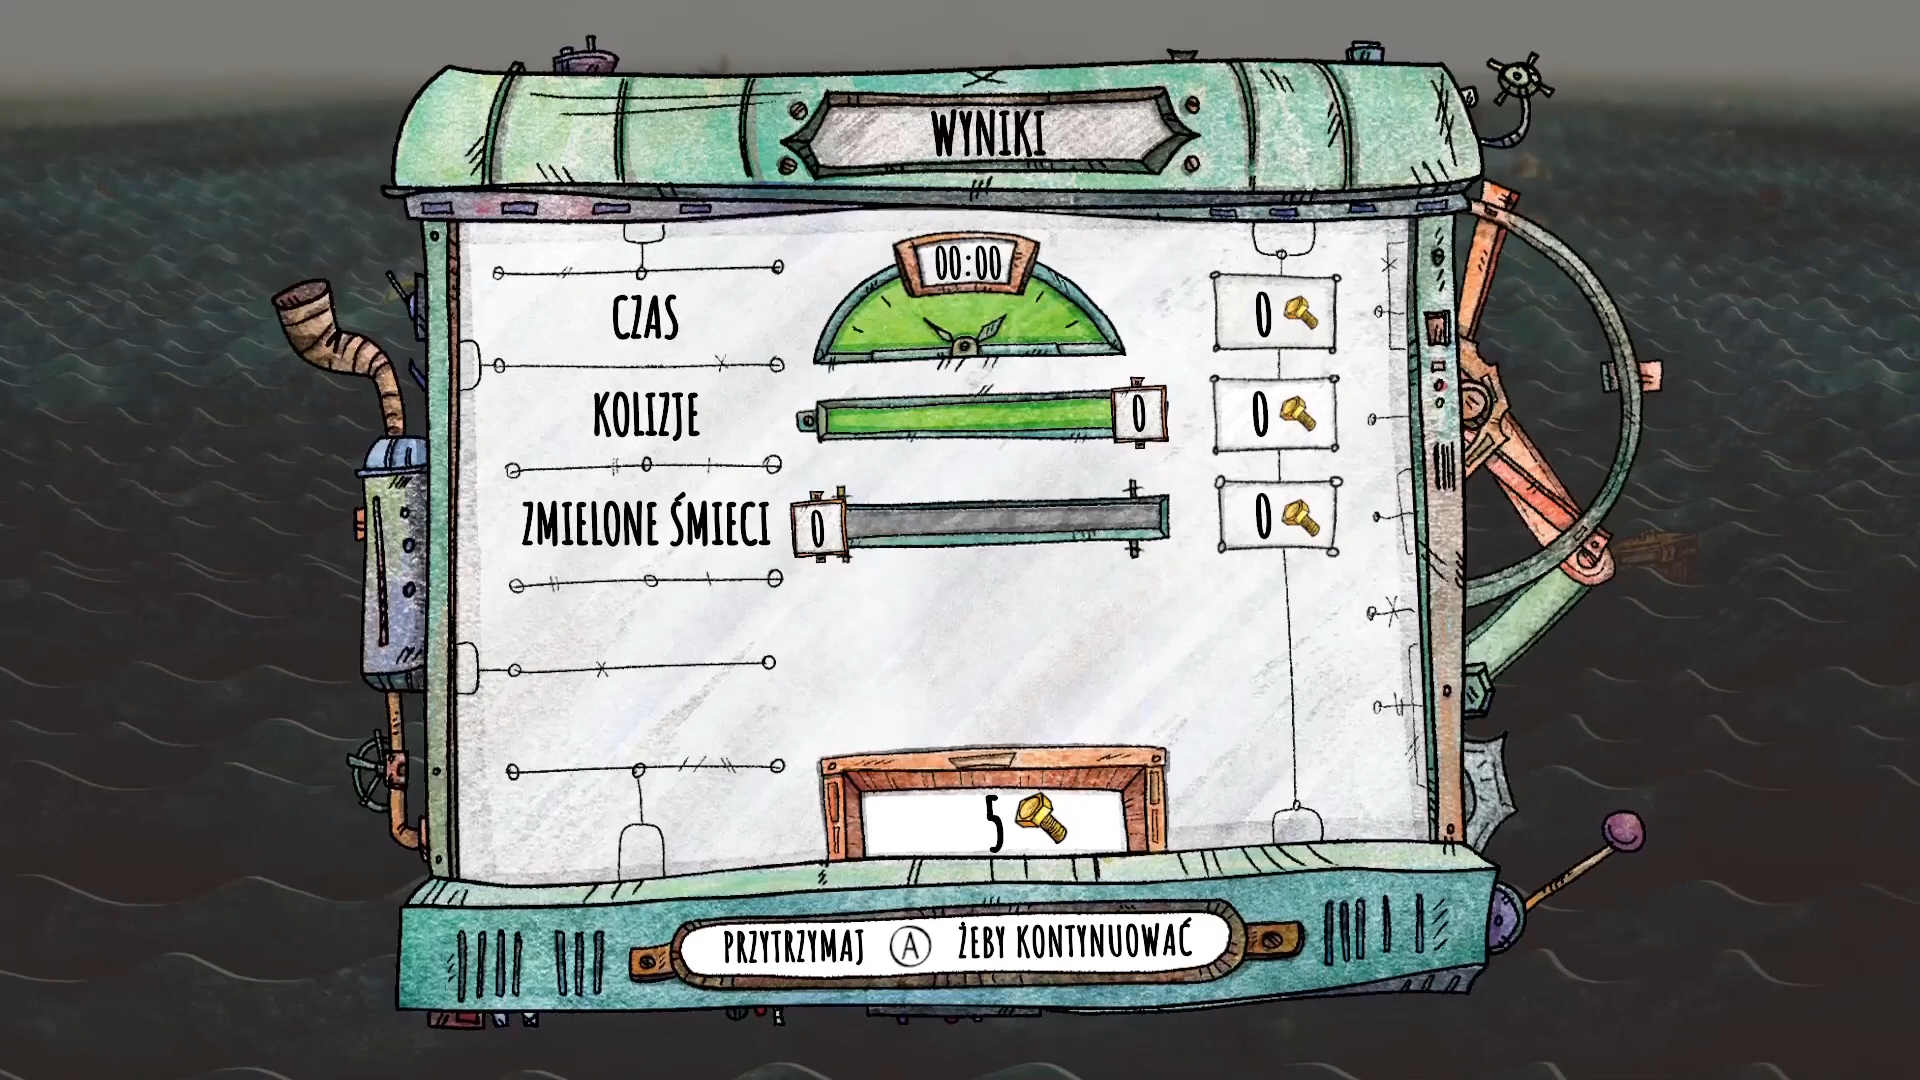 WYNIKI
00:00
CZAS
0
KOLIZJE
0
0
ZMIELONE ŚMIECI
0
0
5
PRZYTRZYMAJ A ŻEBY KONTYNUOWAĆ